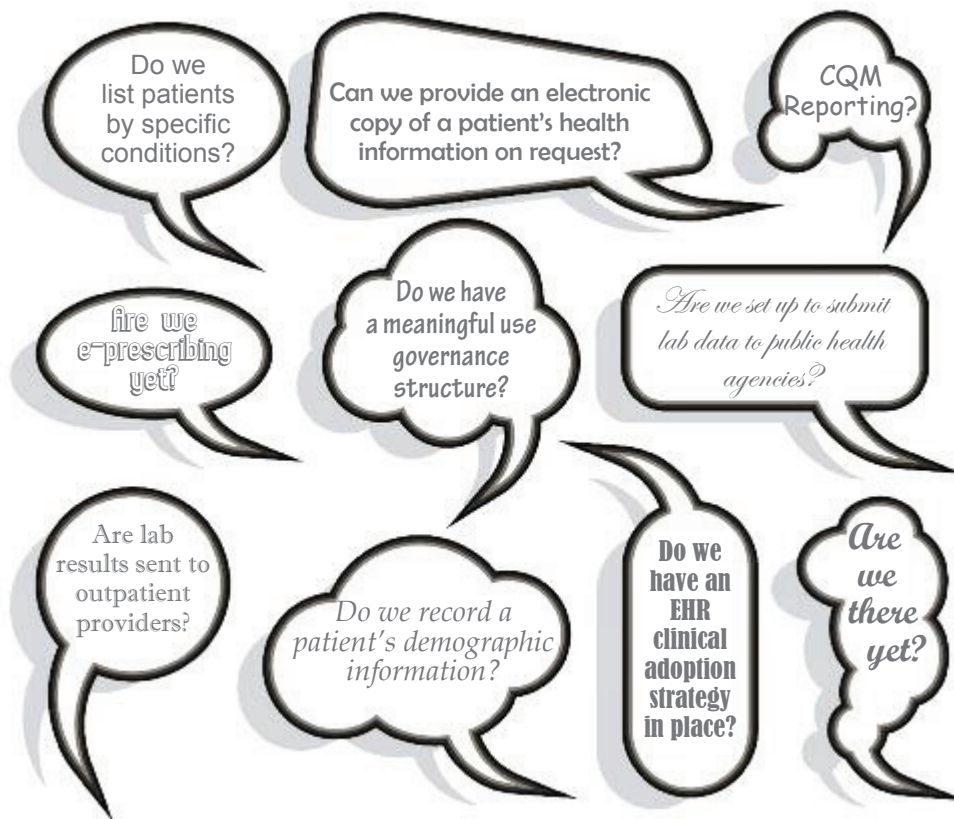 Do we
list patients
by specific
conditions?
Can we provide an electronic
copy of a patient's health
information on request?
CQM
Reporting?
Are we
e-prescribing
yet?
Do we have
a meaningful use
governance
structure?
Are we set up to submit
lab data to public health
agencies?
Are lab
results sent to
outpatient
providers?
Do we record a
patient's demographic
information?
Do we
have an
EHR
clinical
adoption
strategy
in place?
Are
we
there
yet?